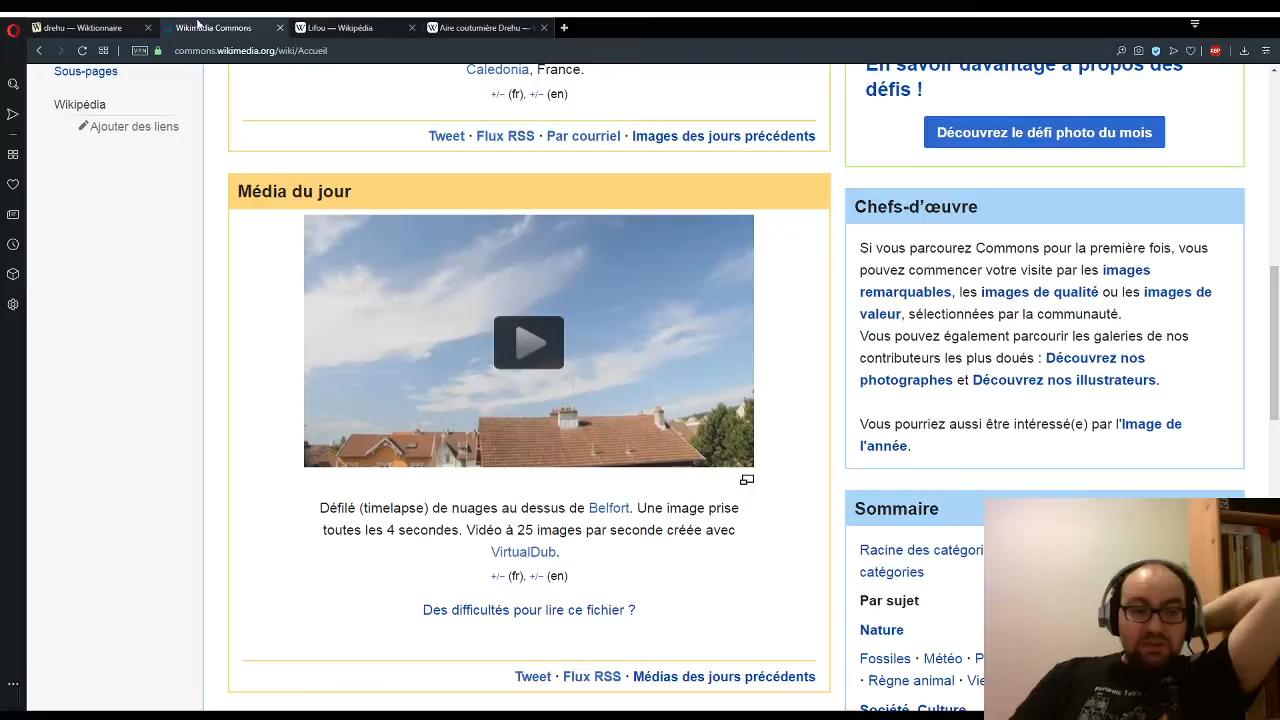 drehu — Wiktionnaire
Wikimedia Commons
Lifou — Wikipédia
Aire coutumière Drehu —
VPN
commons.wikimedia.org/wiki/Accueil
ABP
Sous-pages
Wikipédia
Ajouter des liens
Caledonia, France.
+/− (fr), +/− (en)
Tweet · Flux RSS · Par courriel · Images des jours précédents
Média du jour
Défilé (timelapse) de nuages au dessus de Belfort. Une image prise
toutes les 4 secondes. Vidéo à 25 images par seconde créée avec
VirtualDub.
+/− (fr), +/− (en)
Des difficultés pour lire ce fichier ?
Tweet · Flux RSS · Médias des jours précédents
En savoir davantage à propos des
défis !
Découvrez le défi photo du mois
Chefs-d’œuvre
Si vous parcourez Commons pour la première fois, vous
pouvez commencer votre visite par les images
remarquables, les images de qualité ou les images de
valeur, sélectionnées par la communauté.
Vous pouvez également parcourir les galeries de nos
contributeurs les plus doués : Découvrez nos
photographes et Découvrez nos illustrateurs.
Vous pourriez aussi être intéressé(e) par l'Image de
l'année.
Sommaire
Racine des catégori
catégories
Par sujet
Nature
Fossiles · Météo · P
· Règne animal · Vie
Société, Culture
Periodic Table